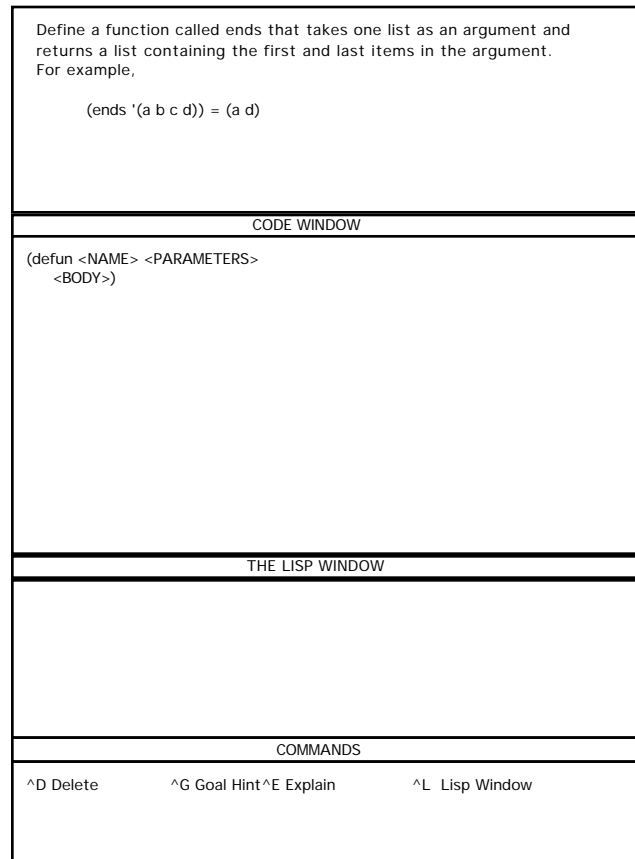 Define a function called ends that takes one list as an argument and
returns a list containing the first and last items in the argument.
For example,
(ends '(a b c d)) = (a d)
CODE WINDOW
(defun <NAME> <PARAMETERS>
<BODY>)
THE LISP WINDOW
COMMANDS
^D Delete ^G Goal Hint^E Explain ^L Lisp Window